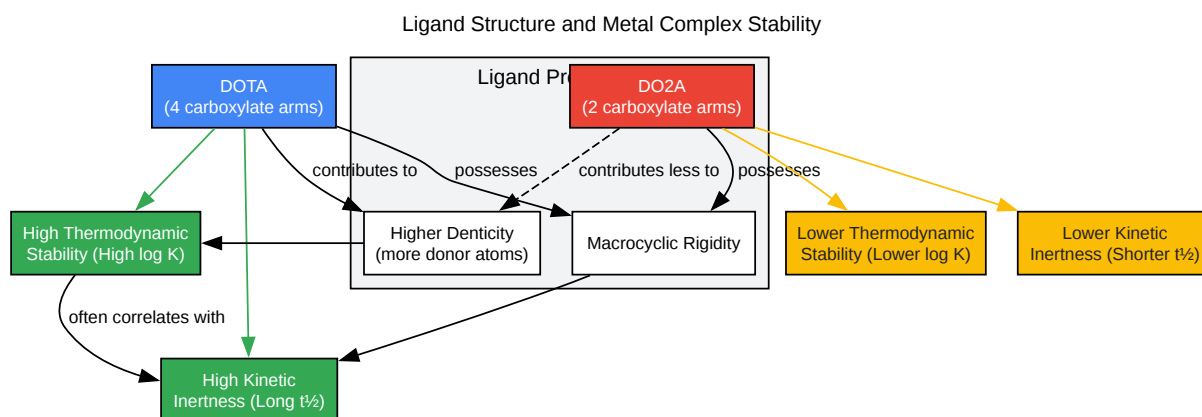 Ligand Structure and Metal Complex Stability
Ligand Pr
DOTA
(4 carboxylate arms)
DO2A
(2 carboxylate arms)
contributes to
possesses
contributes less to
possesses
High Thermodynamic
Stability (High log K)
Higher Denticity
(more donor atoms)
Macrocyclic Rigidity
Lower Thermodynamic
Stability (Lower log K)
Lower Kinetic
Inertness (Shorter t½)
often correlates with
High Kinetic
Inertness (Long t½)